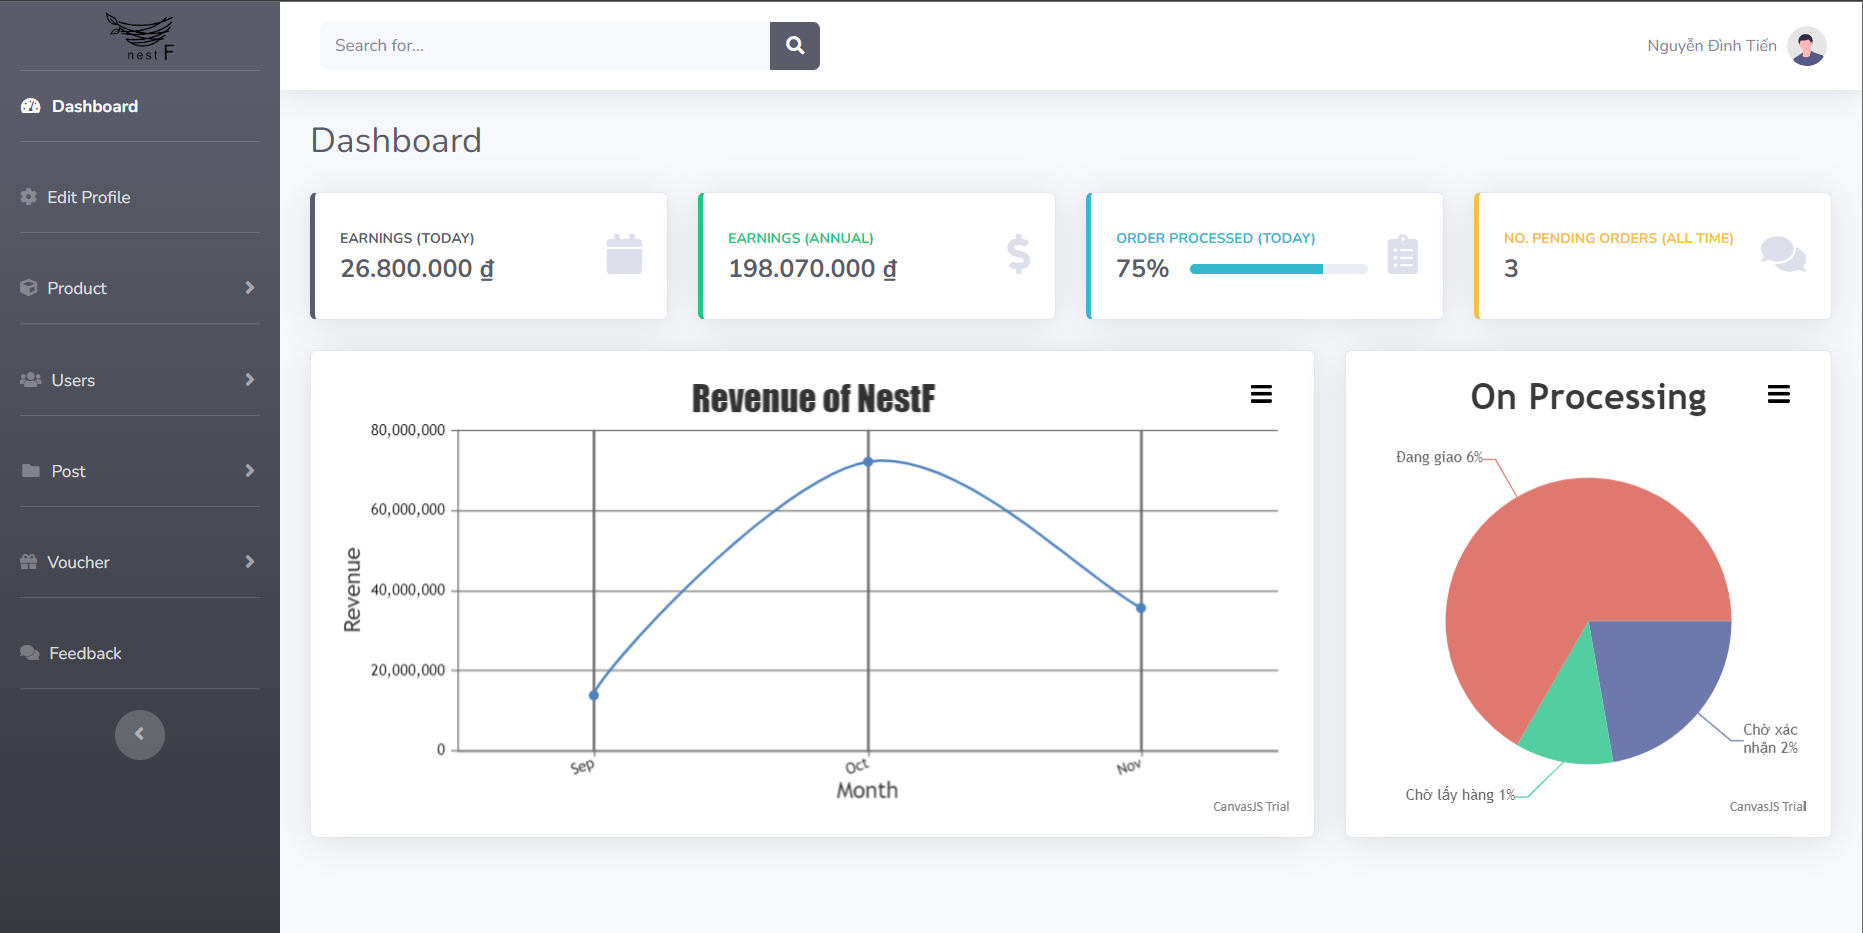 nest F
Search for...
Nguyễn Đình Tiến
Dashboard
Edit Profile
Product
Users
Post
Voucher
Feedback
Dashboard
EARNINGS (TODAY)
26.800.000 ₫
EARNINGS (ANNUAL)
198.070.000 ₫
ORDER PROCESSED (TODAY)
75%
NO. PENDING ORDERS (ALL TIME)
3
Revenue of NestF
80,000,000
60,000,000
40,000,000
20,000,000
0
Revenue
Sep
Oct
Nov
Month
CanvasJS Trial
On Processing
Đang giao 6%
Chờ xác
nhận 2%
Chờ lấy hàng 1%
CanvasJS Trial